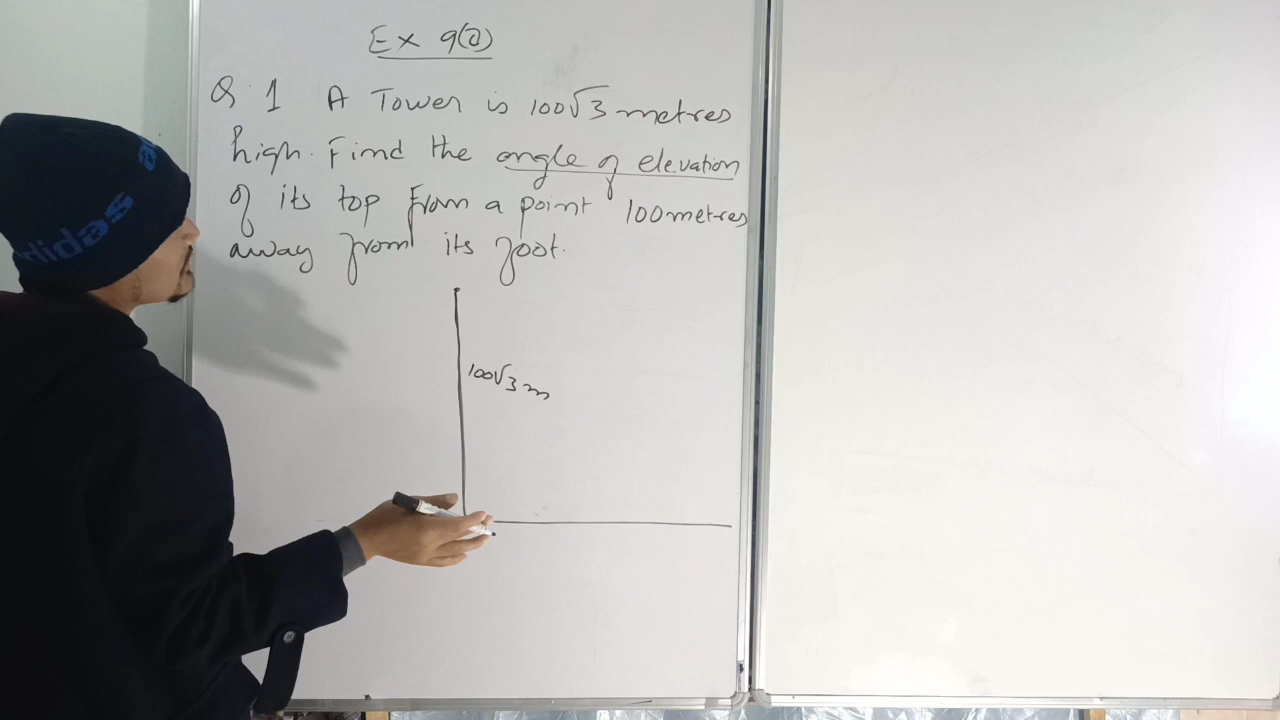 Ex 9(a)
Q 1 A Tower is 100√3 metres
high. Find the angle of elevation
of its top from a point 100metres
away from its foot.
100√3 m
adidas